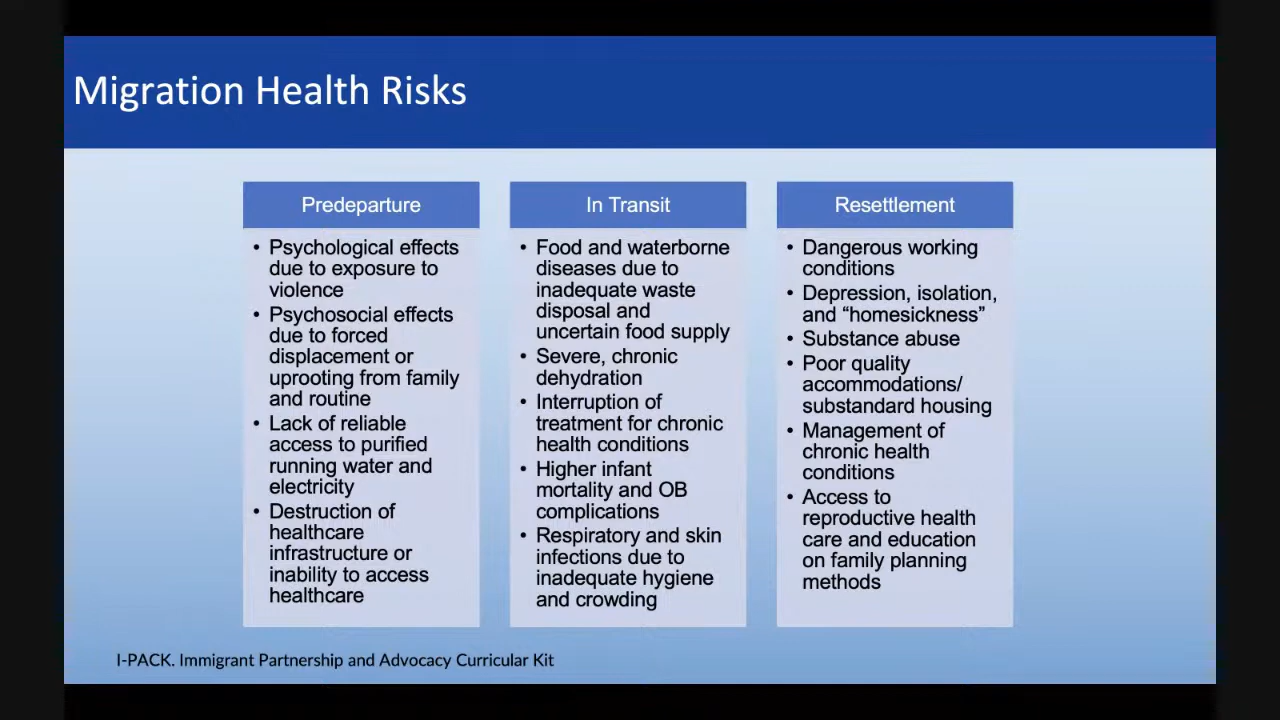 Migration Health Risks
Predeparture
• Psychological effects
due to exposure to
violence
• Psychosocial effects
due to forced
displacement or
uprooting from family
and routine
• Lack of reliable
access to purified
running water and
electricity
• Destruction of
healthcare
infrastructure or
inability to access
healthcare
In Transit
• Food and waterborne
diseases due to
inadequate waste
disposal and
uncertain food supply
• Severe, chronic
dehydration
• Interruption of
treatment for chronic
health conditions
• Higher infant
mortality and OB
complications
• Respiratory and skin
infections due to
inadequate hygiene
and crowding
Resettlement
• Dangerous working
conditions
• Depression, isolation,
and “homesickness”
• Substance abuse
• Poor quality
accommodations/
substandard housing
• Management of
chronic health
conditions
• Access to
reproductive health
care and education
on family planning
methods
I-PACK. Immigrant Partnership and Advocacy Curricular Kit